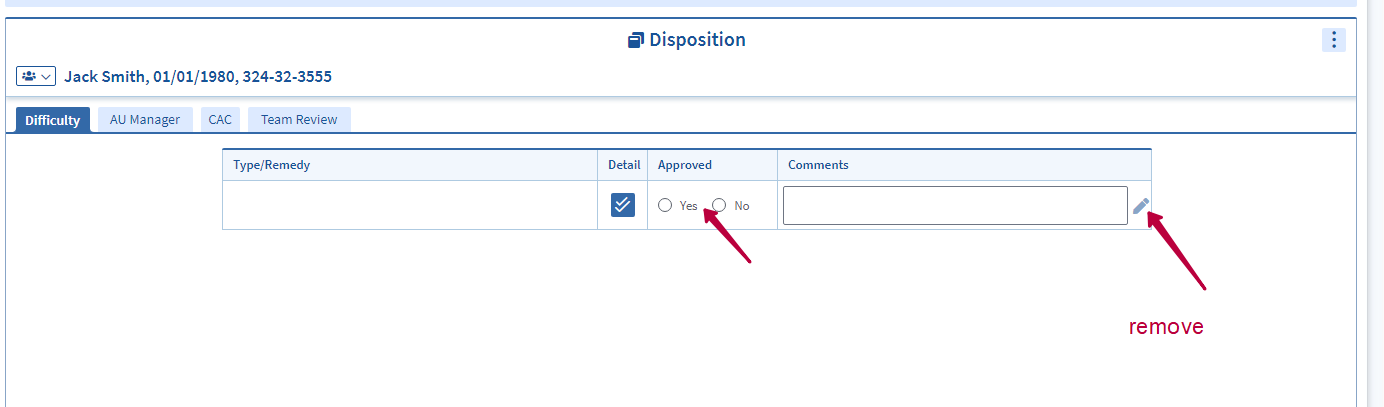 Disposition
Jack Smith, 01/01/1980, 324-32-3555
Difficulty AU Manager CAC Team Review
Type/Remedy Detail Approved Comments
Yes No
remove